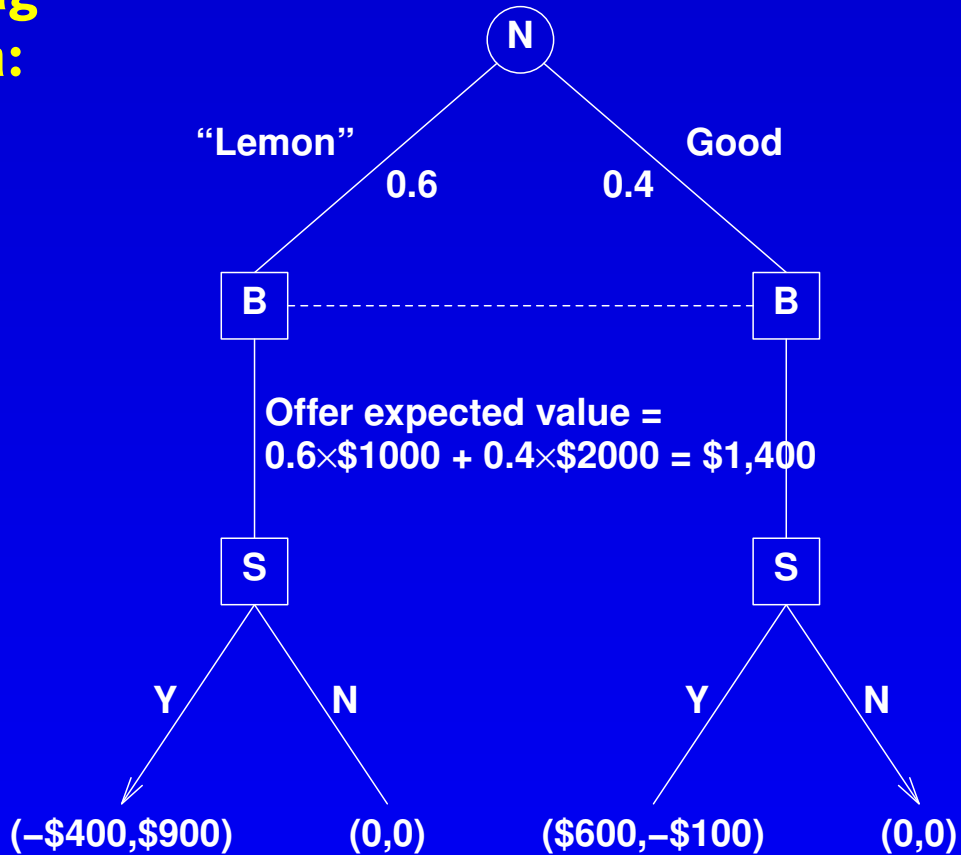 N
“Lemon” Good
0.6 0.4
B B
Offer expected value =
0.6×$1000 + 0.4×$2000 = $1,400
S S
Y N Y N
(−$400,$900) (0,0) ($600,−$100) (0,0)